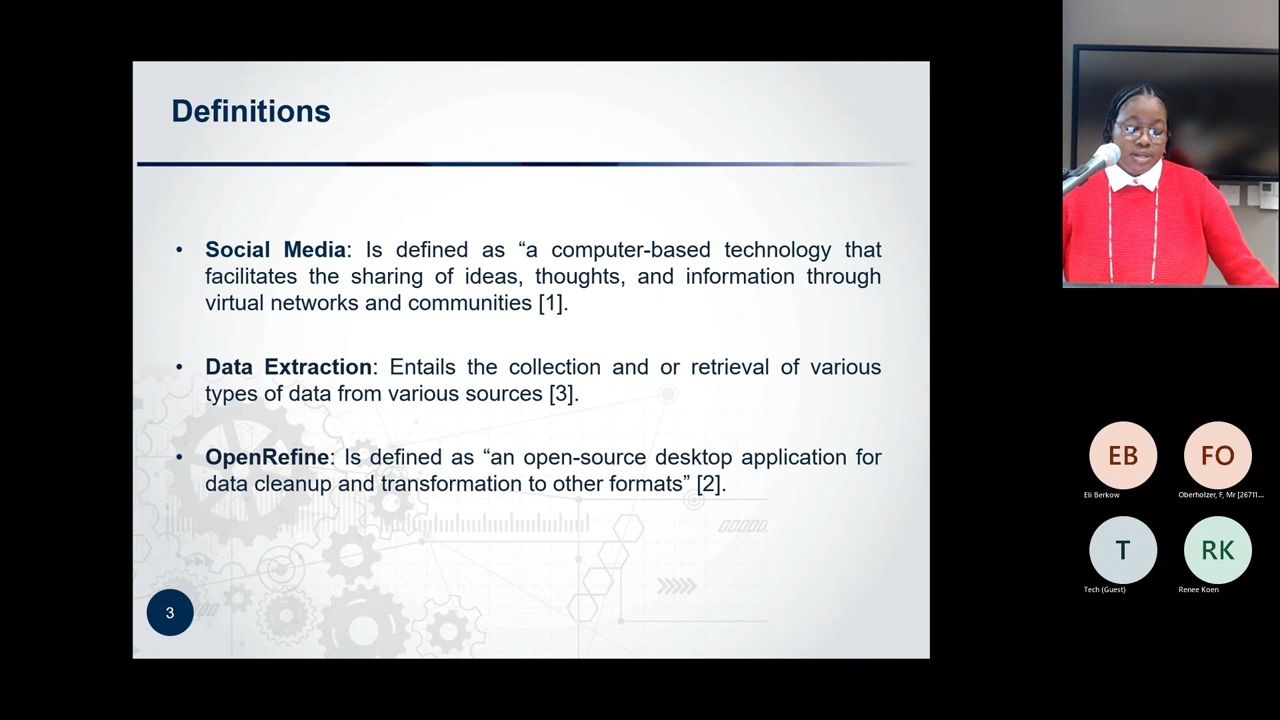 Definitions
• Social Media: Is defined as “a computer-based technology that
facilitates the sharing of ideas, thoughts, and information through
virtual networks and communities [1].
• Data Extraction: Entails the collection and or retrieval of various
types of data from various sources [3].
• OpenRefine: Is defined as “an open-source desktop application for
data cleanup and transformation to other formats” [2].
3
EB
FO
Eli Berkow
Oberholzer, F, Mr [26711...
T
RK
Tech (Guest)
Renee Koen